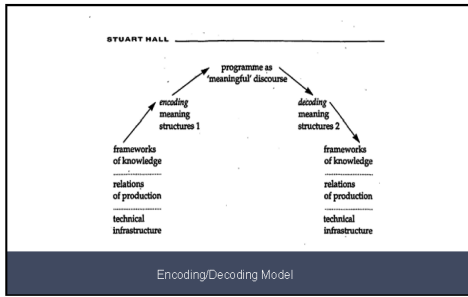 STUART HALL
programme as
'meaningful' discourse
encoding
meaning
structures 1
decoding
meaning
structures 2
frameworks
of knowledge
relations
of production
technical
infrastructure
frameworks
of knowledge
relations
of production
technical
infrastructure
Encoding/Decoding Model